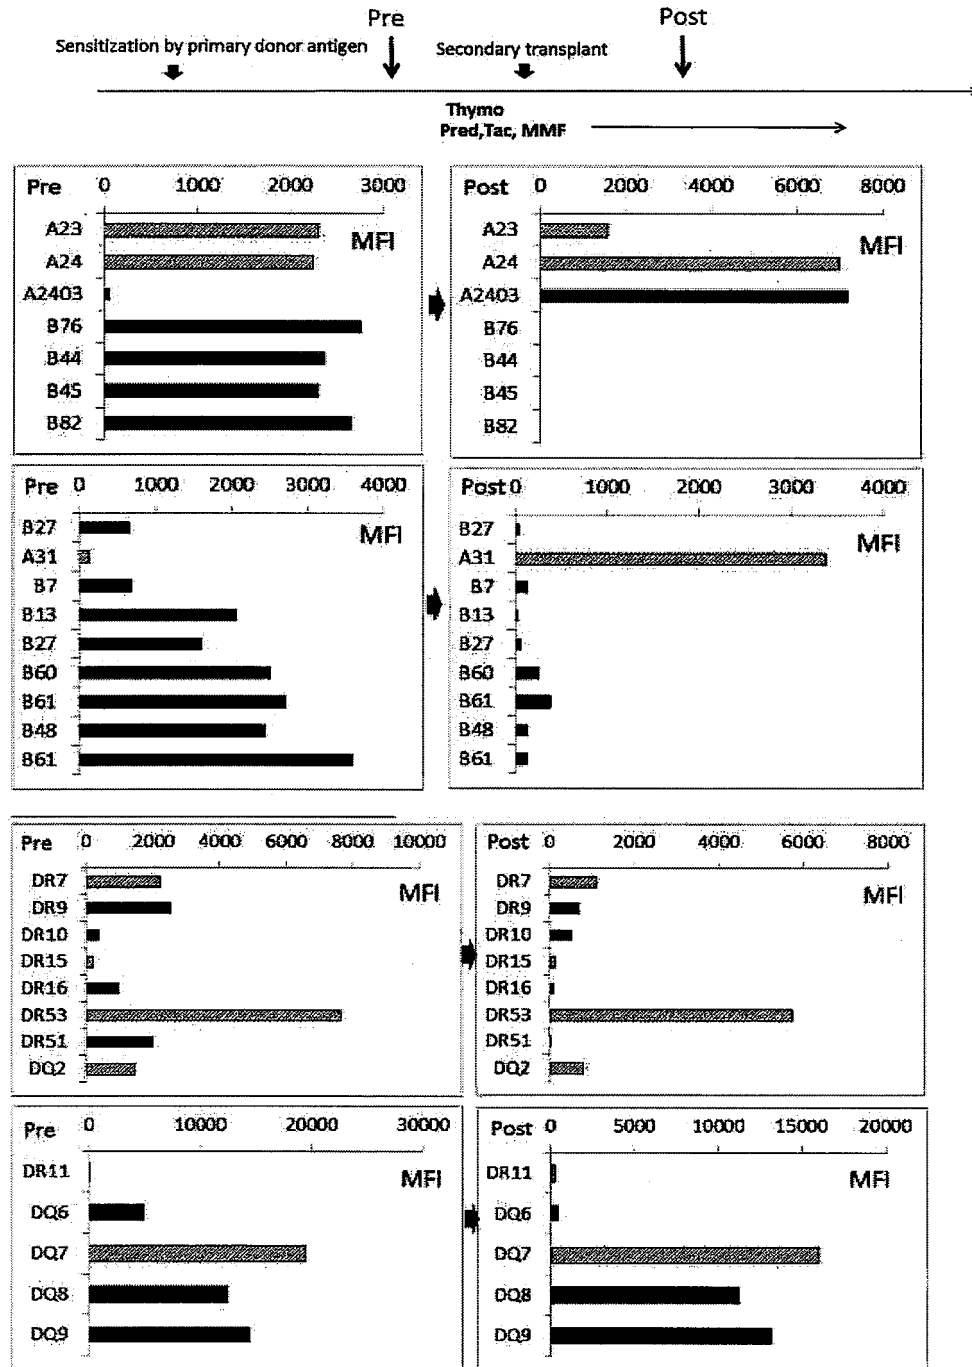 Pre Post
Sensitization by primary donor antigen Secondary transplant
Thymo
Pred,Tac, MMF
Pre 0 1000 2000 3000
MFI
A23
A24
A2403
B76
B44
B45
B82
Post 0 2000 4000 6000 8000
MFI
A23
A24
A2403
B76
B44
B45
B82
Pre 0 1000 2000 3000 4000
MFI
B27
A31
B7
B13
B27
B60
B61
B48
B61
Post 0 1000 2000 3000 4000
MFI
B27
A31
B7
B13
B27
B60
B61
B48
B61
Pre 0 2000 4000 6000 8000 10000
MFI
DR7
DR9
DR10
DR15
DR16
DR53
DR51
DQ2
Post 0 2000 4000 6000 8000
MFI
DR7
DR9
DR10
DR15
DR16
DR53
DR51
DQ2
Pre 0 10000 20000 30000
MFI
DR11
DQ6
DQ7
DQ8
DQ9
Post 0 5000 10000 15000 20000
MFI
DR11
DQ6
DQ7
DQ8
DQ9